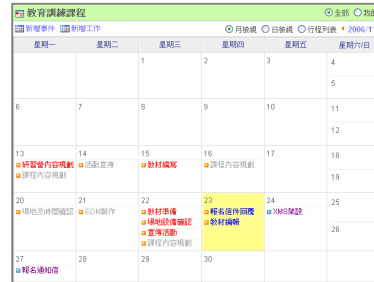 教育訓練課程 全部 我的
新增事件 新增工作 月檢視 日檢視 行程列表 2006/11
星期一 星期二 星期三 星期四 星期五 星期六/日
1 2 3 4
5
6 7 8 9 10 11
12
13 14 15 16 17 18
研習營內容規劃 活動宣傳 教材編寫 課程內容規劃
課程內容規劃 19
20 21 22 23 24 25
場地及時間確認 EDM製作 教材準備 報名信件回覆 XMS架設
場地設備確認 教材編輯
宣傳活動 26
課程內容規劃
27 28 29 30
報名通知信